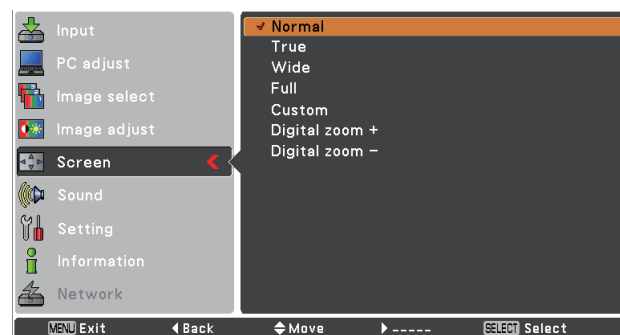 Input
PC adjust
Image select
Image adjust
Screen
Sound
Setting
Information
Network
Normal
True
Wide
Full
Custom
Digital zoom +
Digital zoom –
MENU Exit ◀Back ◆Move ▶----- SELECT Select